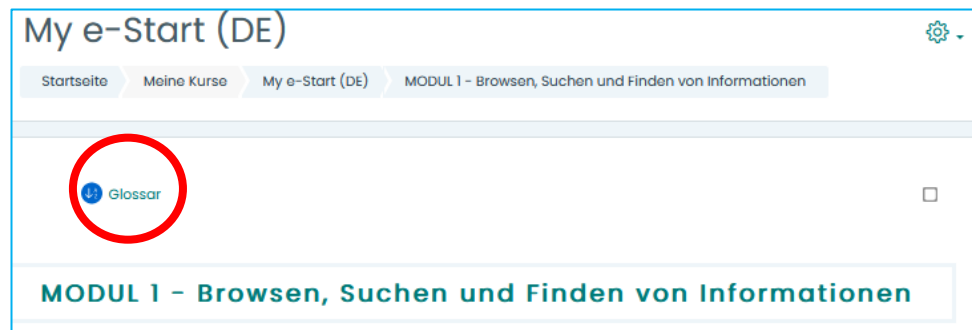 My e-Start (DE)
Startseite Meine Kurse My e-Start (DE) MODUL 1 - Browsen, Suchen und Finden von Informationen
Glossar
MODUL 1 - Browsen, Suchen und Finden von Informationen